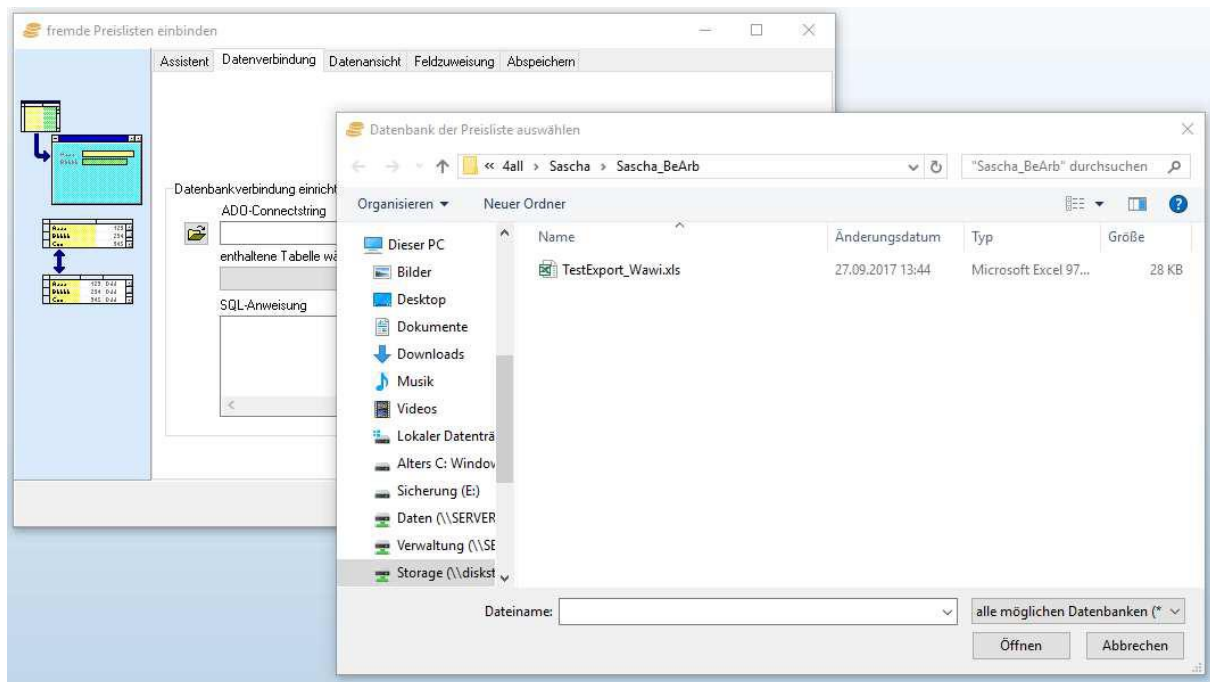 fremde Preislisten einbinden
Assistent Datenverbindung Datenansicht Feldzuweisung Abspeichern
Datenbankverbindung einricht
ADO-Connectstring
enthaltene Tabelle wä
SQL-Anweisung
Datenbank der Preisliste auswählen
« 4all > Sascha > Sascha_BeArb
"Sascha_BeArb" durchsuchen
Organisieren Neuer Ordner
Name Änderungsdatum Typ Größe
TestExport_Wawi.xls 27.09.2017 13:44 Microsoft Excel 97... 28 KB
Dieser PC
Bilder
Desktop
Dokumente
Downloads
Musik
Videos
Lokaler Datenträ
Alters C: Window
Sicherung (E:)
Daten (\\SERVER
Verwaltung (\\SE
Storage (\\diskst
Dateiname:
alle möglichen Datenbanken (*
Öffnen Abbrechen